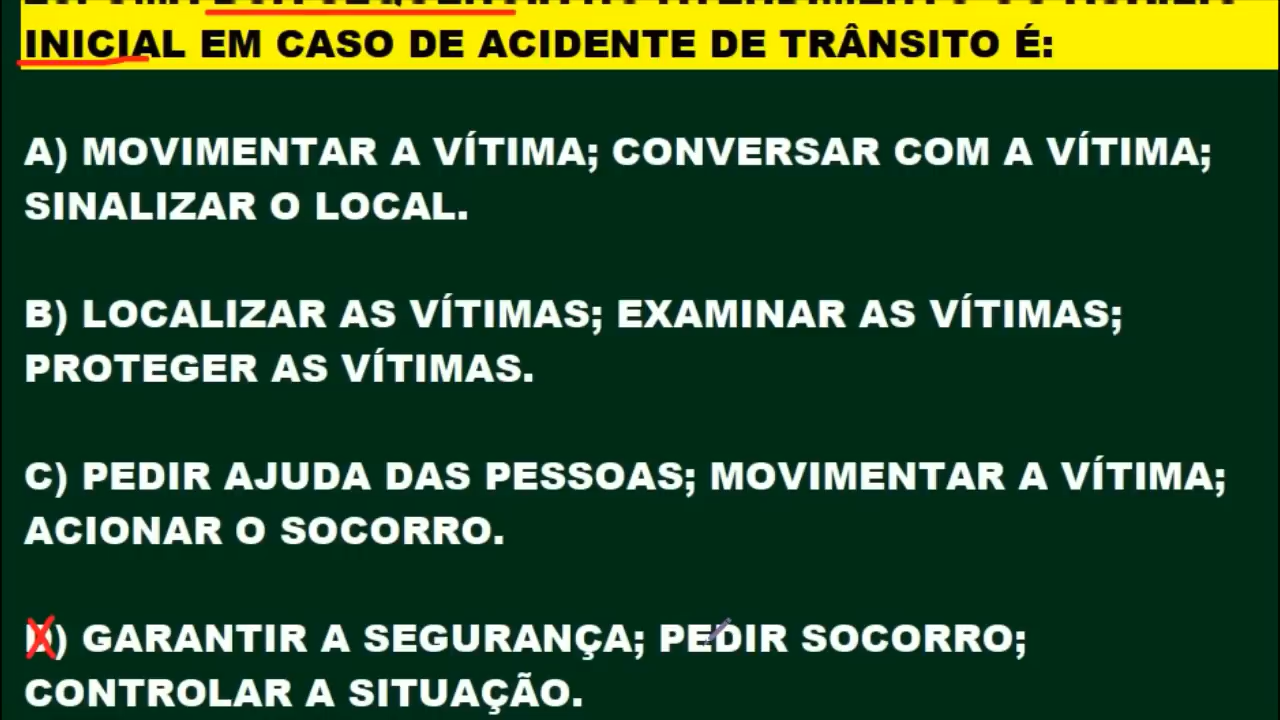 INICIAL EM CASO DE ACIDENTE DE TRÂNSITO É:
A) MOVIMENTAR A VÍTIMA; CONVERSAR COM A VÍTIMA;
SINALIZAR O LOCAL.
B) LOCALIZAR AS VÍTIMAS; EXAMINAR AS VÍTIMAS;
PROTEGER AS VÍTIMAS.
C) PEDIR AJUDA DAS PESSOAS; MOVIMENTAR A VÍTIMA;
ACIONAR O SOCORRO.
D) GARANTIR A SEGURANÇA; PEDIR SOCORRO;
CONTROLAR A SITUAÇÃO.